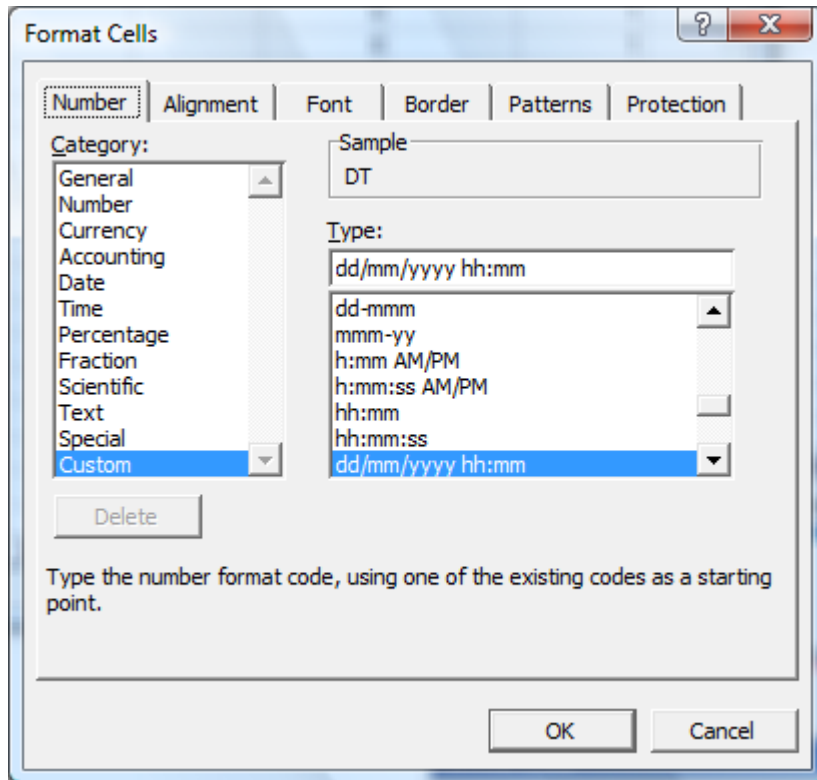 Format Cells
Number Alignment Font Border Patterns Protection
Category:
General
Number
Currency
Accounting
Date
Time
Percentage
Fraction
Scientific
Text
Special
Custom
Delete
Sample
DT
Type:
dd/mm/yyyy hh:mm
dd-mmm
mmm-yy
h:mm AM/PM
h:mm:ss AM/PM
hh:mm
hh:mm:ss
dd/mm/yyyy hh:mm
Type the number format code, using one of the existing codes as a starting
point.
OK Cancel